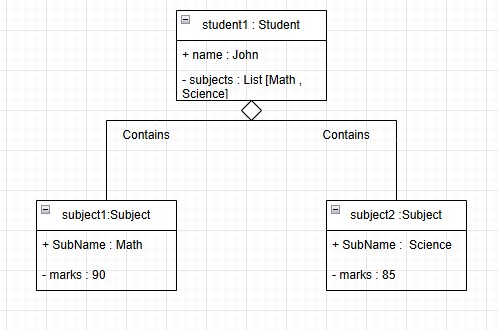 student1 : Student
+ name : John
- subjects : List [Math ,
Science]
Contains
Contains
subject1:Subject
+ SubName : Math
- marks : 90
subject2 :Subject
+ SubName :  Science
- marks : 85